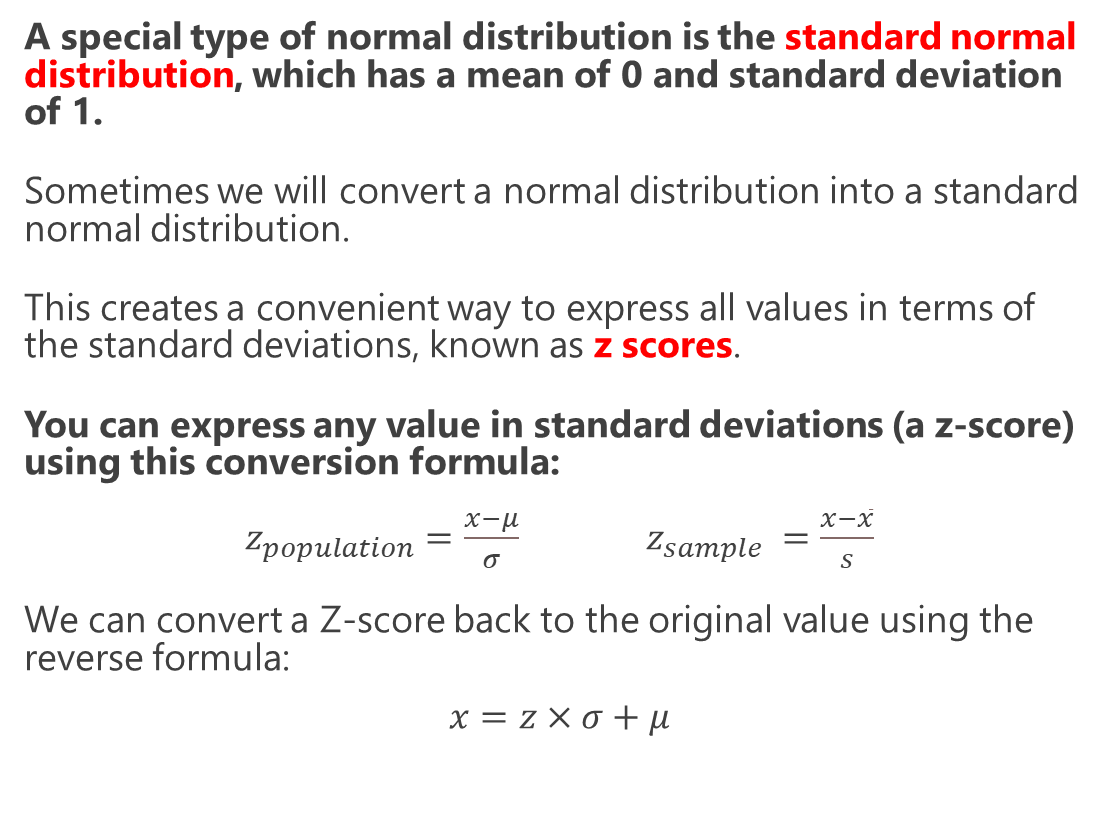 A special type of normal distribution is the standard normal
distribution, which has a mean of 0 and standard deviation
of 1.
Sometimes we will convert a normal distribution into a standard
normal distribution.
This creates a convenient way to express all values in terms of
the standard deviations, known as z scores.
You can express any value in standard deviations (a z-score)
using this conversion formula:
z_population = (x−μ)/σ    z_sample = (x−x̄)/s
We can convert a Z-score back to the original value using the
reverse formula:
x = z × σ + μ